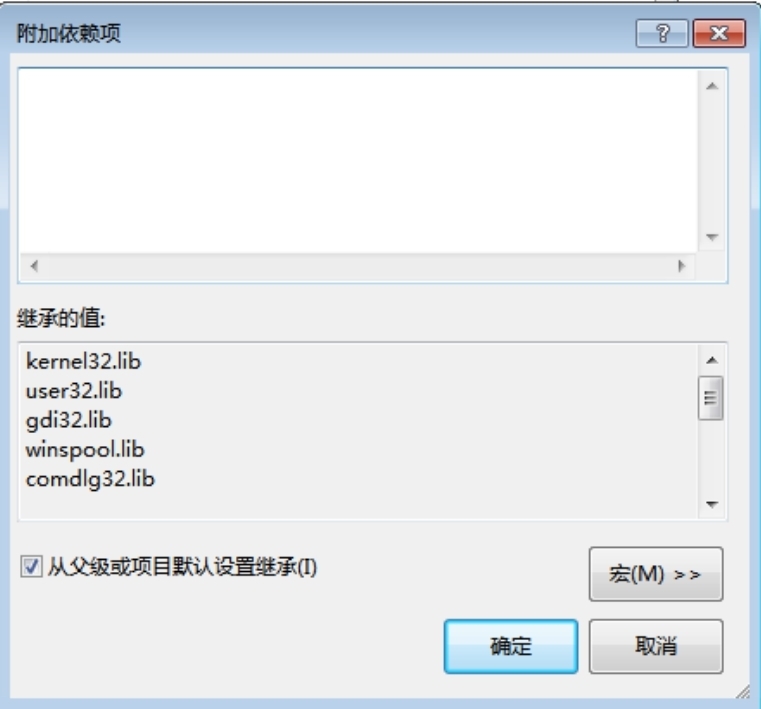 附加依赖项
继承的值:
kernel32.lib
user32.lib
gdi32.lib
winspool.lib
comdlg32.lib
从父级或项目默认设置继承(I)
宏(M) >>
确定
取消